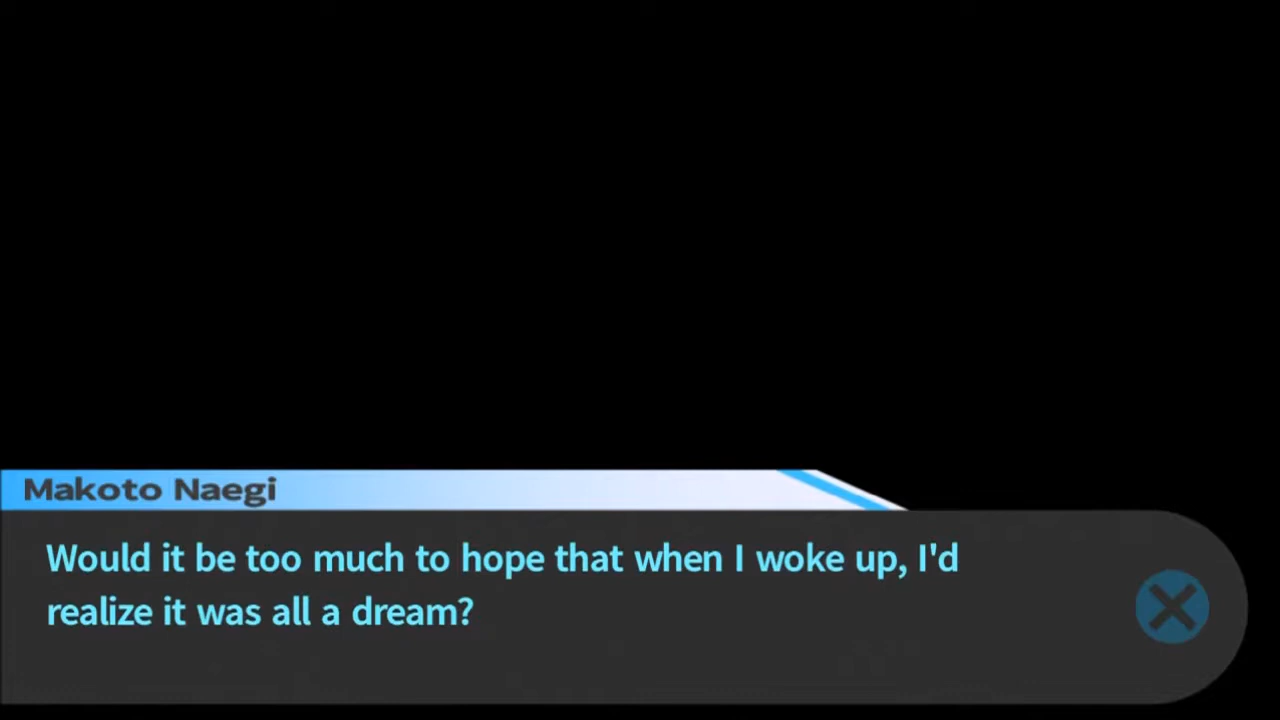 Makoto Naegi
Would it be too much to hope that when I woke up, I'd
realize it was all a dream?